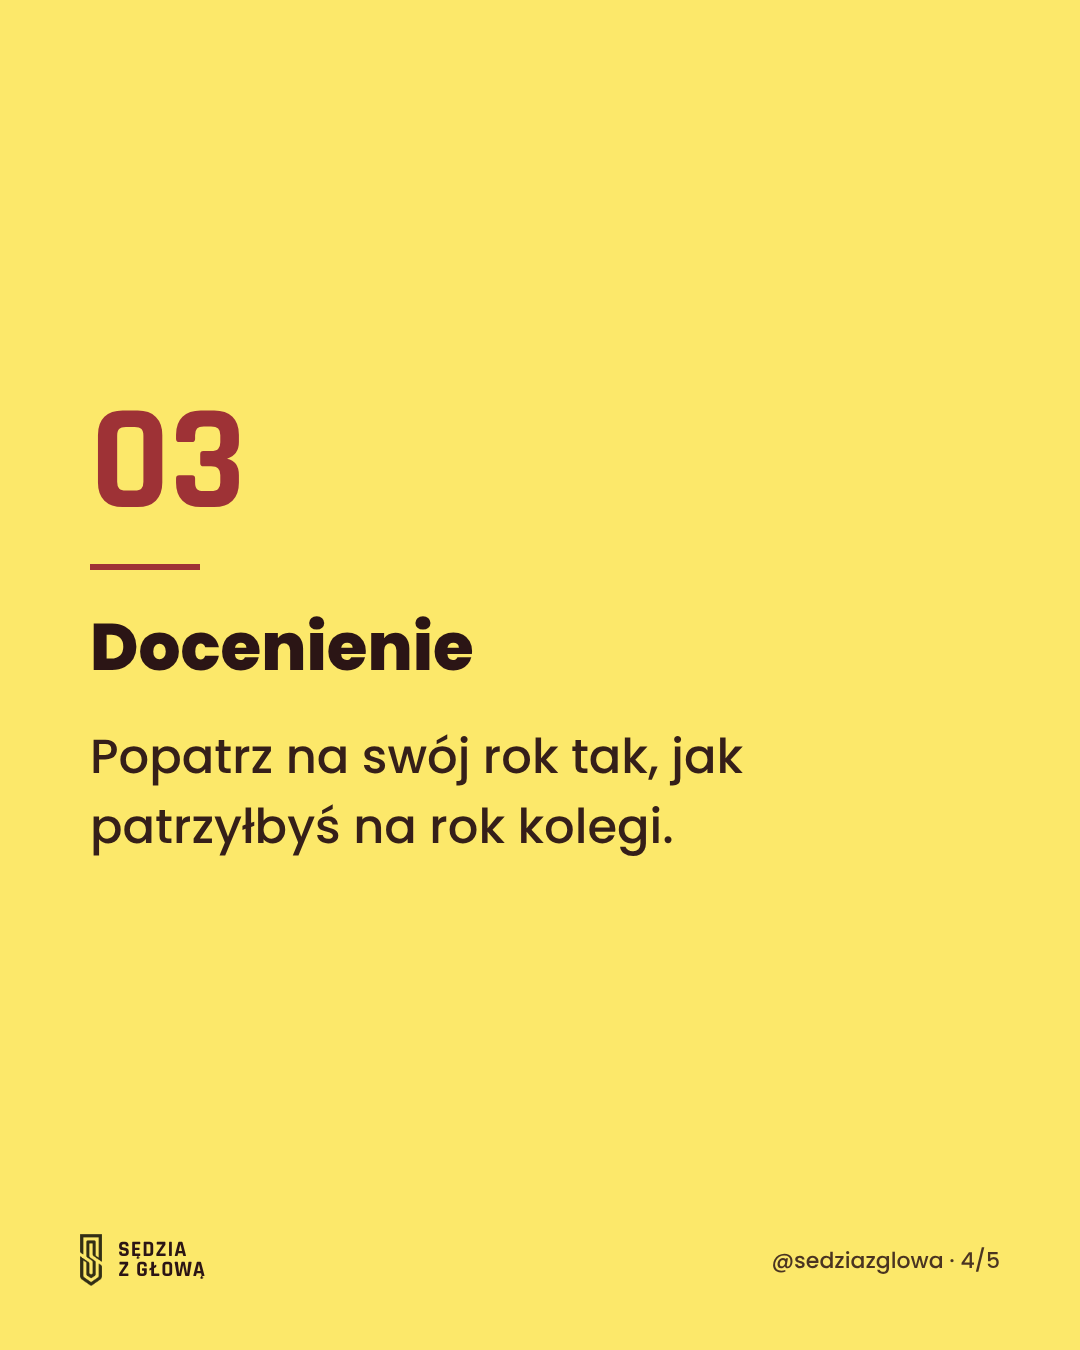 03
Docenienie
Popatrz na swój rok tak, jak
patrzyłbyś na rok kolegi.
SĘDZIA
Z GŁOWĄ
@sedziazglowa · 4/5